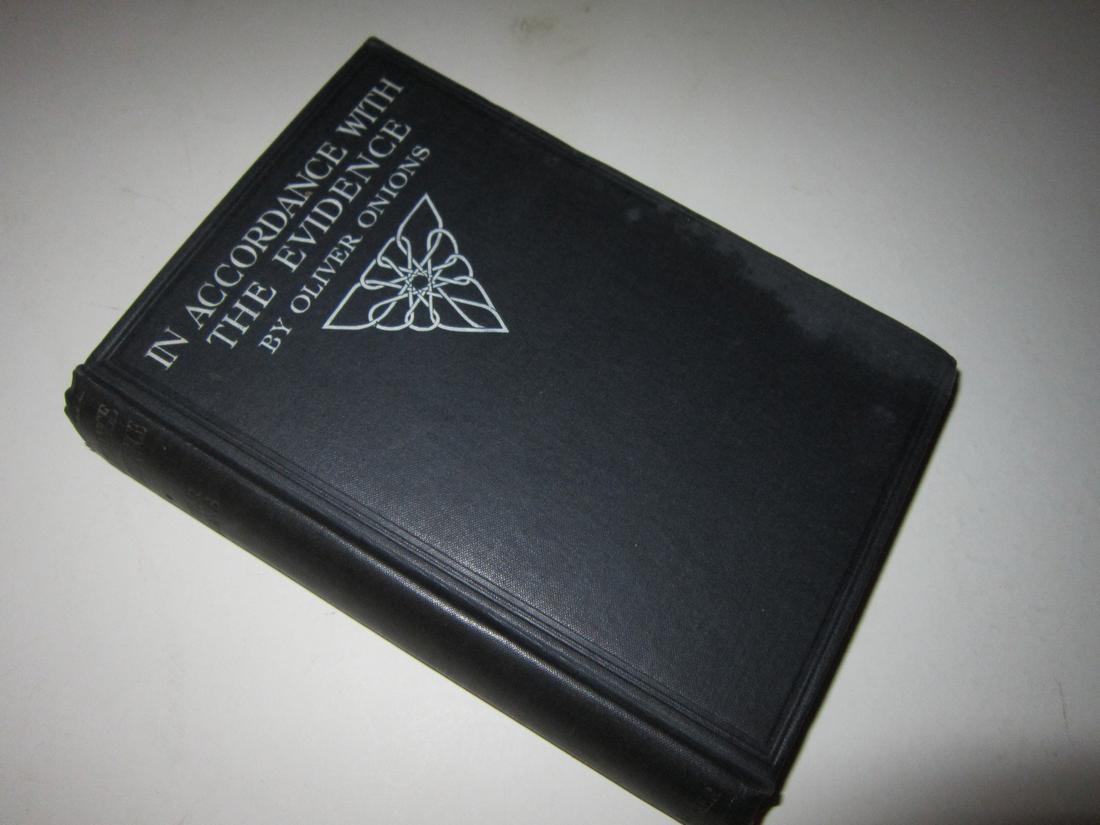 IN ACCORDANCE WITH
THE EVIDENCE
BY OLIVER ONIONS